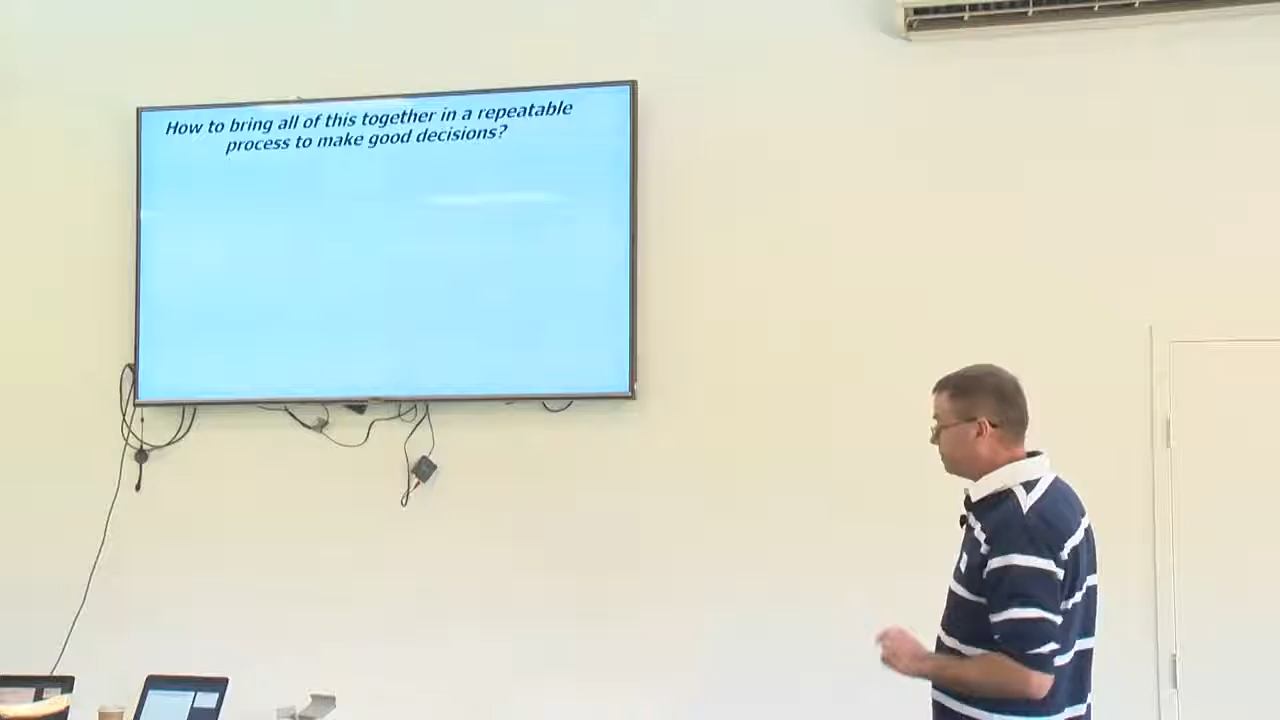 How to bring all of this together in a repeatable
process to make good decisions?